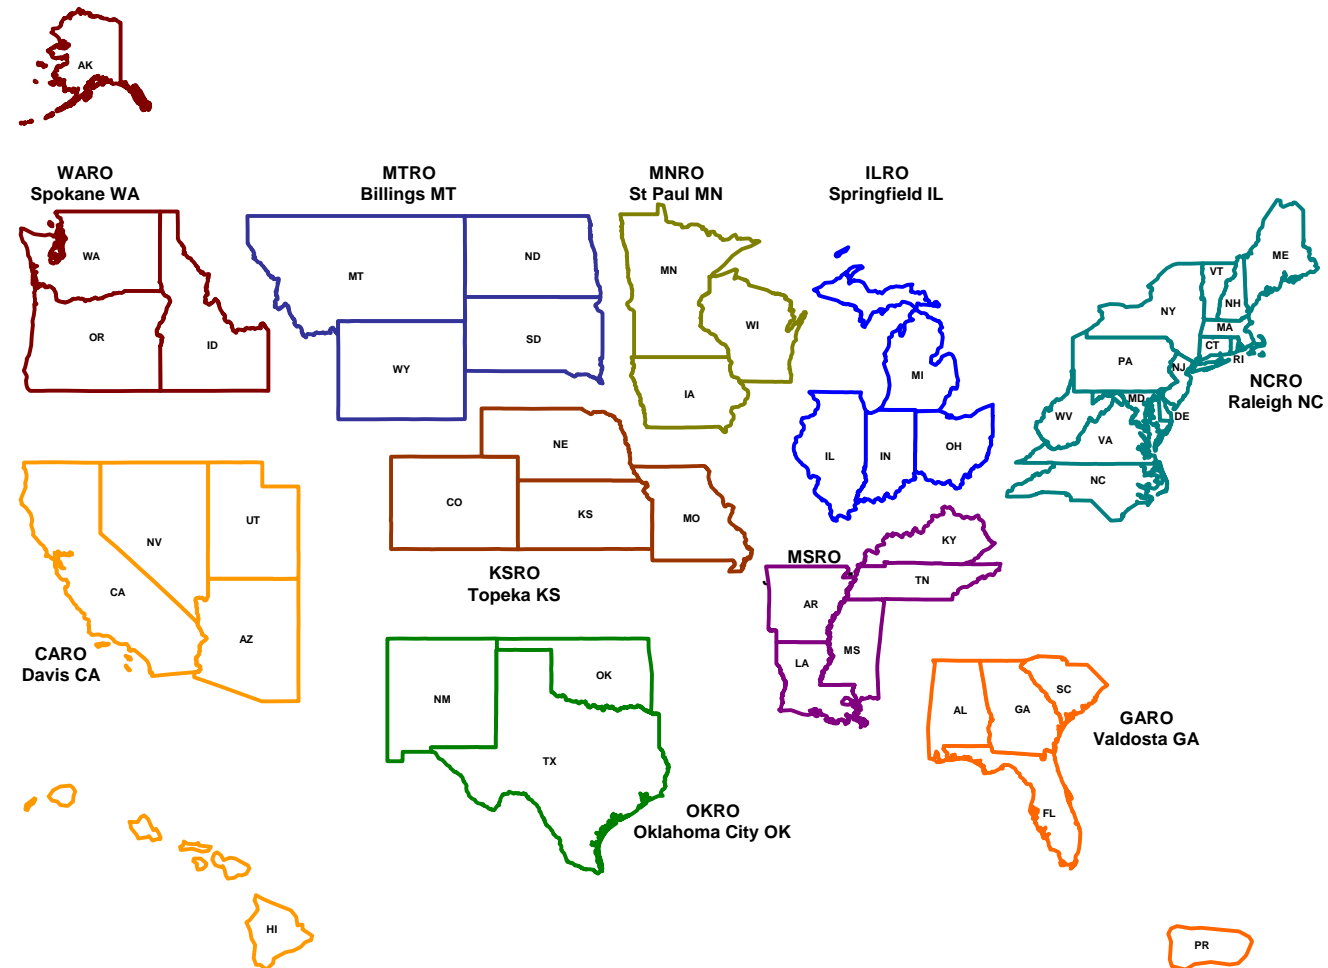 AK
WARO
Spokane WA
MTRO
Billings MT
MNRO
St Paul MN
ILRO
Springfield IL
WA
OR
ID
MT
ND
SD
WY
MN
WI
IA
MI
IL
IN
OH
ME
VT
NH
NY
MA
CT
RI
PA
NJ
MD
DE
WV
VA
NC
NCRO
Raleigh NC
NE
CO
KS
MO
KSRO
Topeka KS
UT
NV
CA
AZ
CARO
Davis CA
MSRO
KY
TN
AR
MS
LA
NM
OK
TX
OKRO
Oklahoma City OK
SC
AL
GA
FL
GARO
Valdosta GA
HI
PR